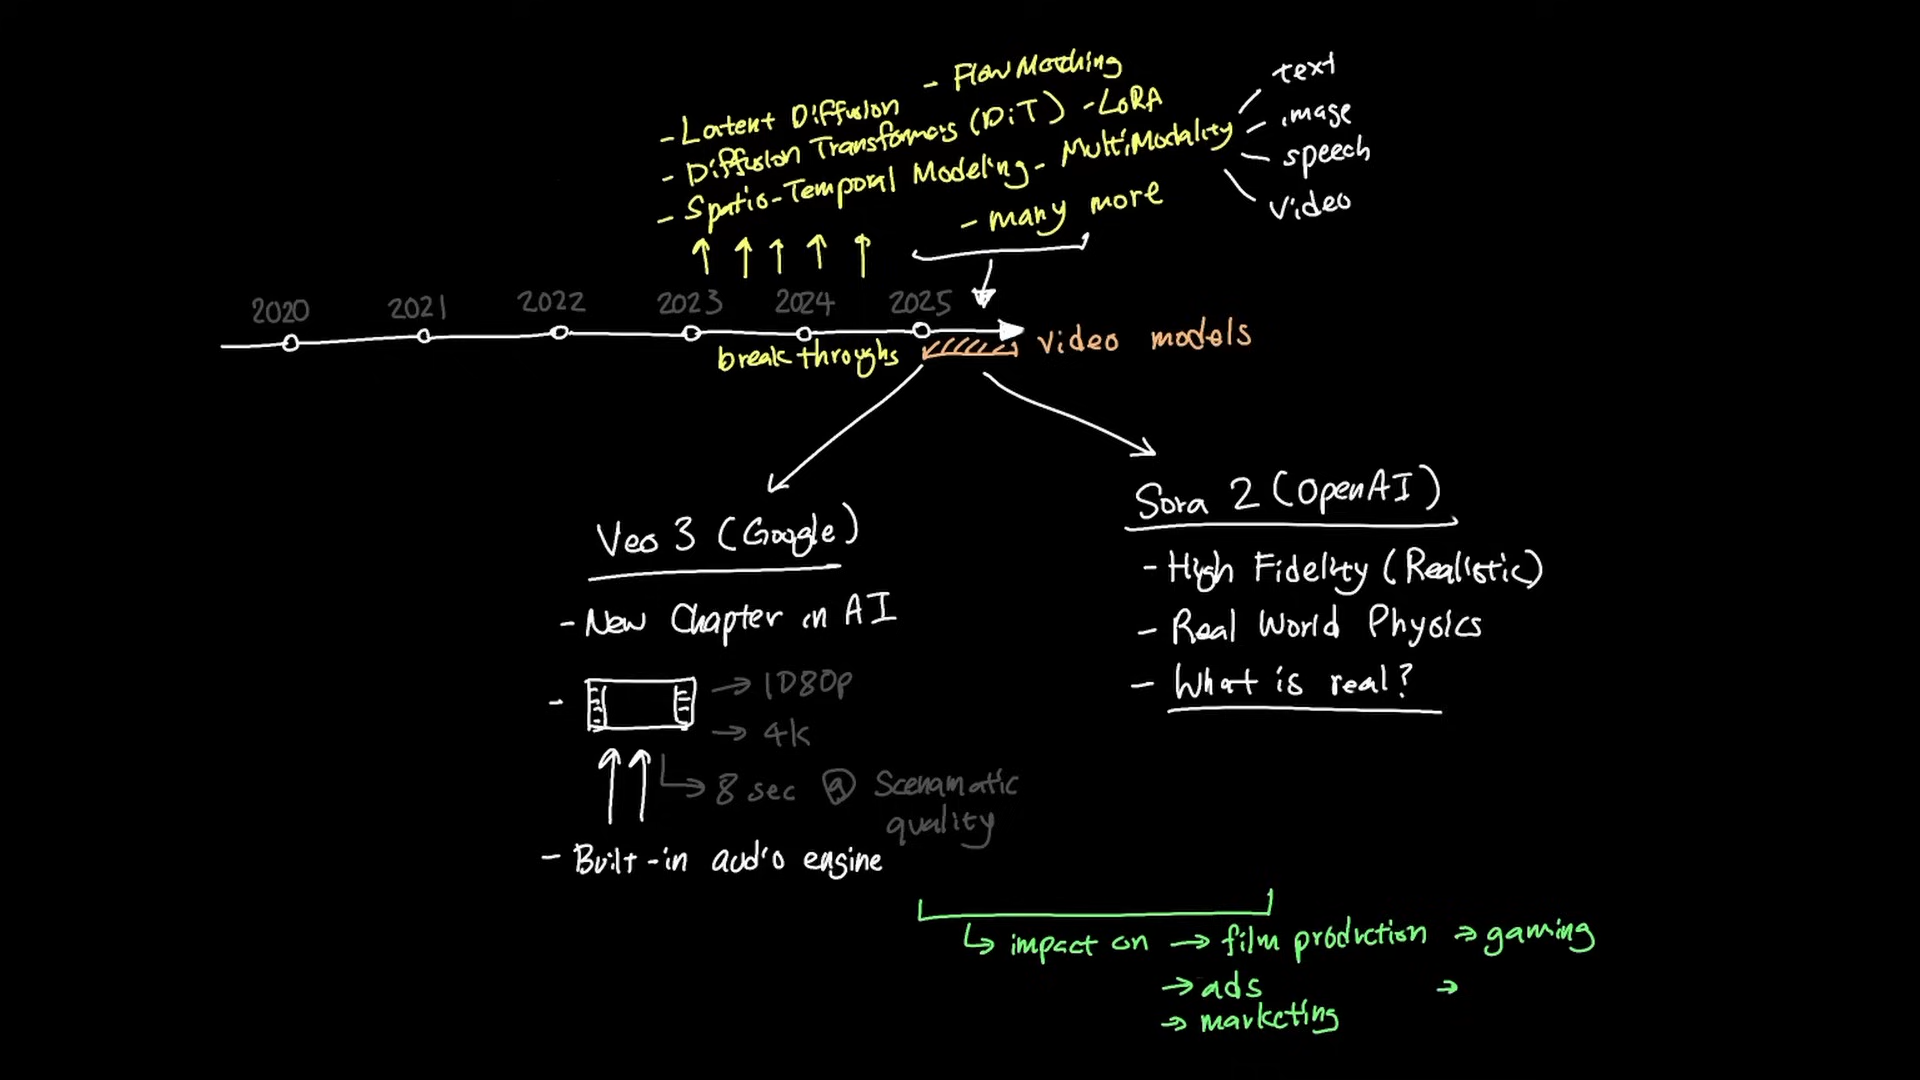 - Flow Matching
- Latent Diffusion
- Diffusion Transformers (DiT) - LoRA
- Spatio-Temporal Modeling - MultiModality
- many more
text
image
speech
video
2020 2021 2022 2023 2024 2025
breakthroghs
video models
Veo 3 (Google)
- New Chapter in AI
-
→ 1080p
→ 4k
→ 8 sec @ Scenamatic
quality
- Built-in audio engine
Sora 2 (OpenAI)
- High Fidelity (Realistic)
- Real World Physics
- What is real?
↳ impact on → film production → gaming
→ ads →
→ marketing